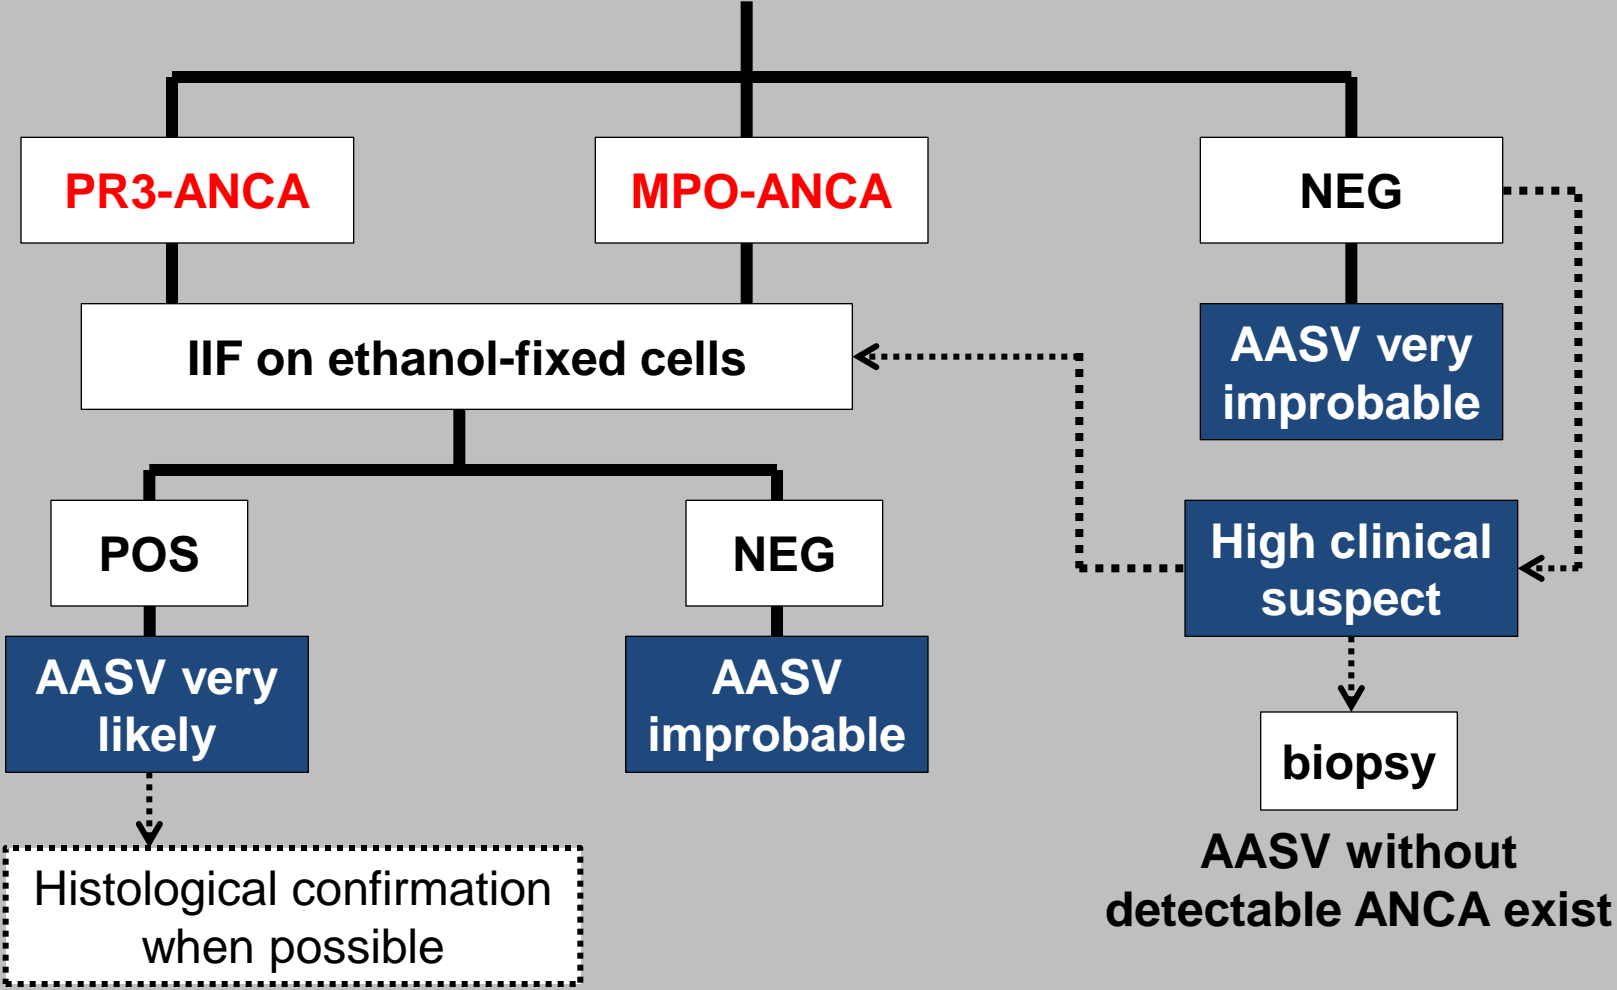 PR3-ANCA
MPO-ANCA
NEG
IIF on ethanol-fixed cells
AASV very
improbable
POS
NEG
High clinical
suspect
AASV very
likely
AASV
improbable
biopsy
Histological confirmation
when possible
AASV without
detectable ANCA exist